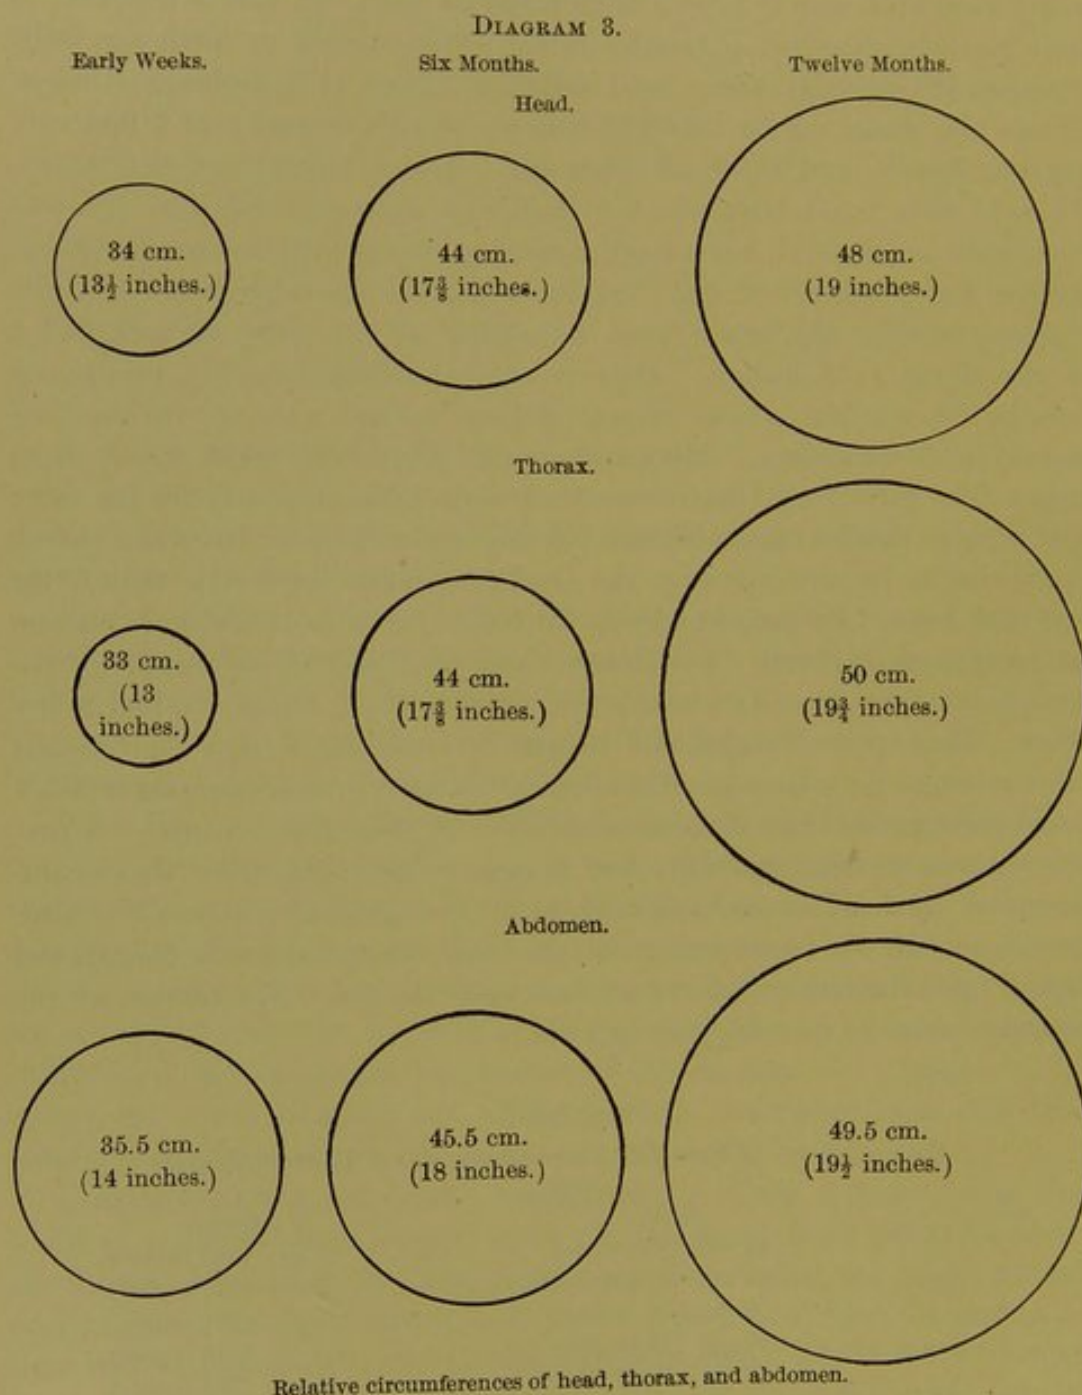 DIAGRAM 3.
Early Weeks. Six Months. Twelve Months.
Head.
34 cm.
(13½ inches.)
44 cm.
(17⅜ inches.)
48 cm.
(19 inches.)
Thorax.
33 cm.
(13
inches.)
44 cm.
(17⅜ inches.)
50 cm.
(19¾ inches.)
Abdomen.
35.5 cm.
(14 inches.)
45.5 cm.
(18 inches.)
49.5 cm.
(19½ inches.)
Relative circumferences of head, thorax, and abdomen.